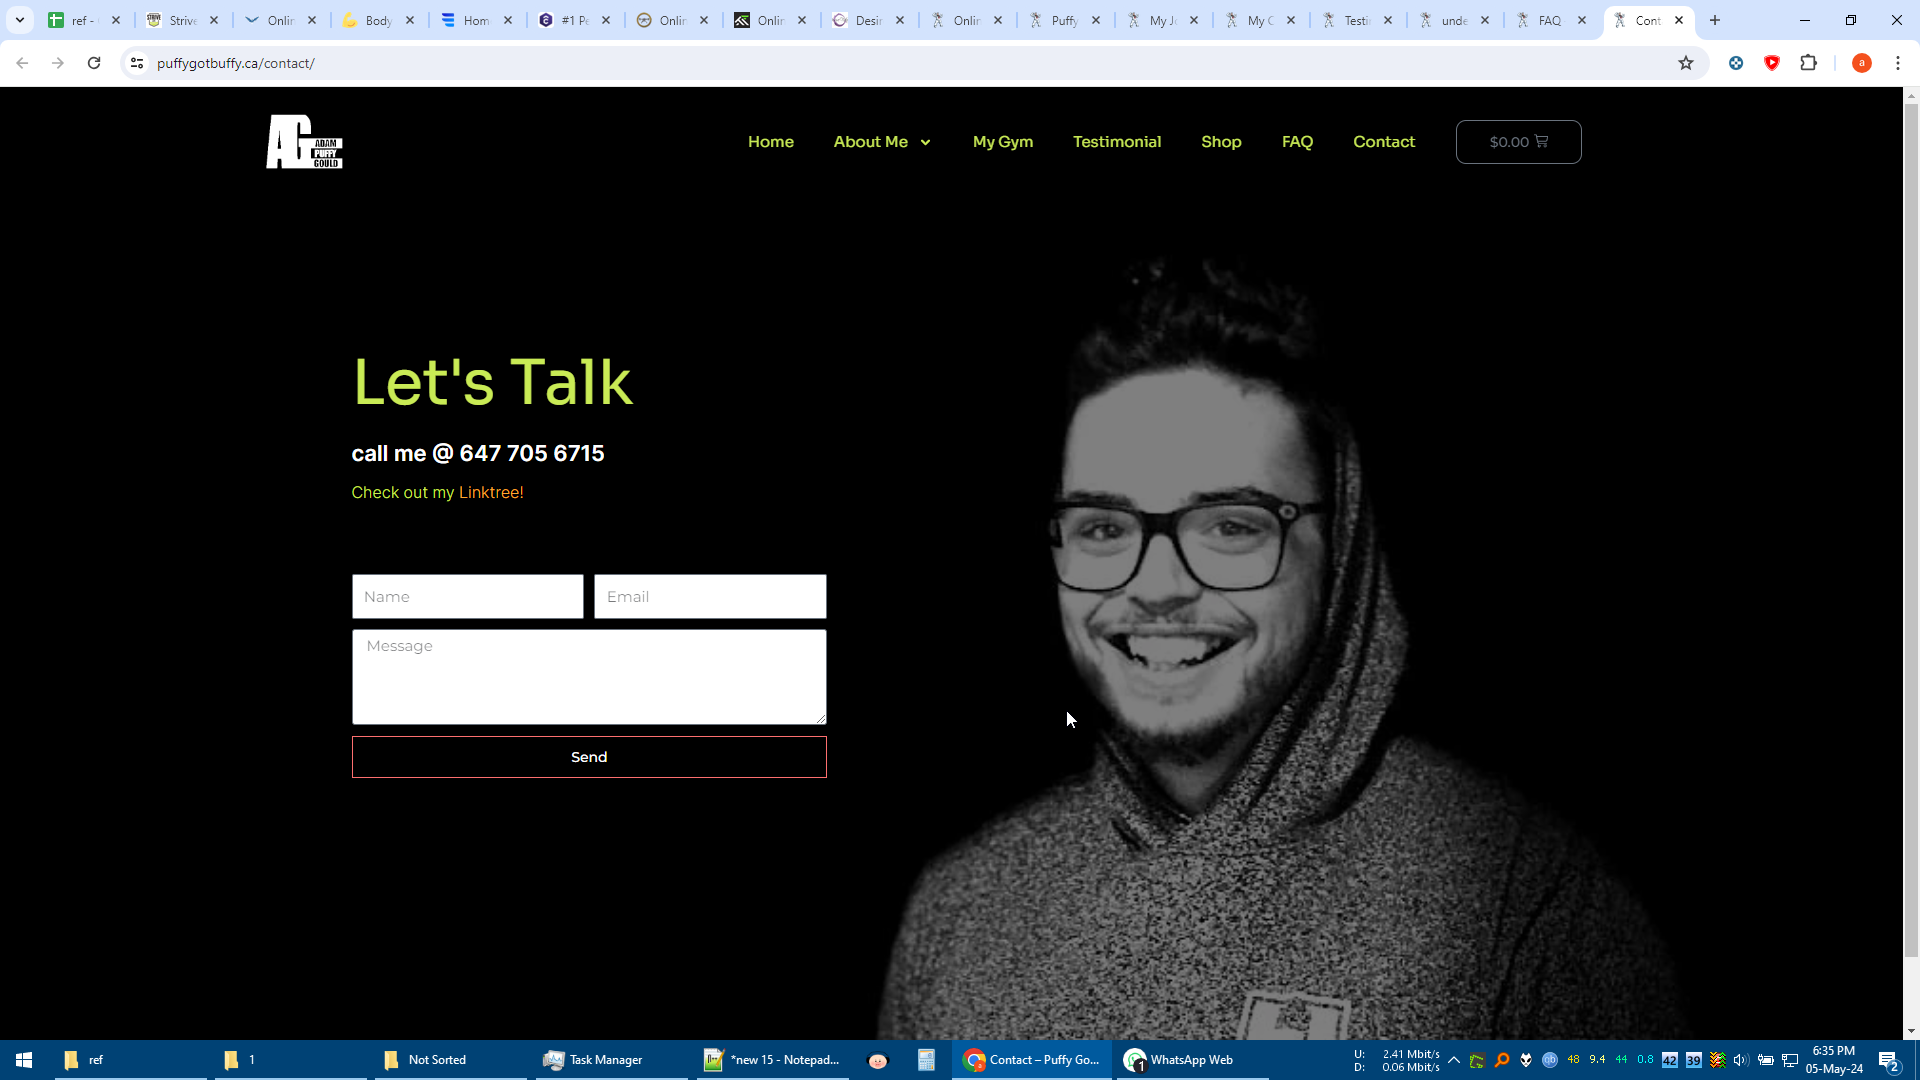 ref -
Strive
Onlin
Body
Hom
#1 Pe
Onlin
Onlin
Desir
Onlin
Puffy
My Jo
My C
Testi
unde
FAQ
Cont
puffygotbuffy.ca/contact/
a
AG ADAM PUFFY GOULD
Home
About Me
My Gym
Testimonial
Shop
FAQ
Contact
$0.00
Let's Talk
call me @ 647 705 6715
Check out my Linktree!
Name
Email
Message
Send
ref
1
Not Sorted
Task Manager
*new 15 - Notepad...
Contact – Puffy Go...
1
WhatsApp Web
U: 2.41 Mbit/s
D: 0.06 Mbit/s
48
9.4
44
0.8
42
39
6:35 PM
05-May-24
2